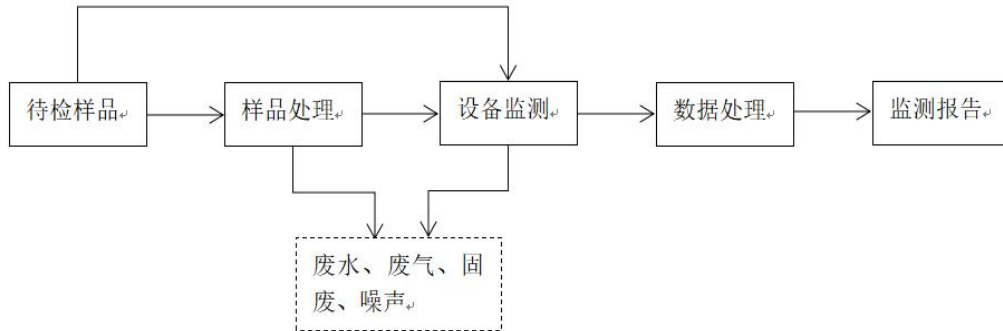 待检样品
样品处理
设备监测
数据处理
监测报告
废水、废气、固
废、噪声